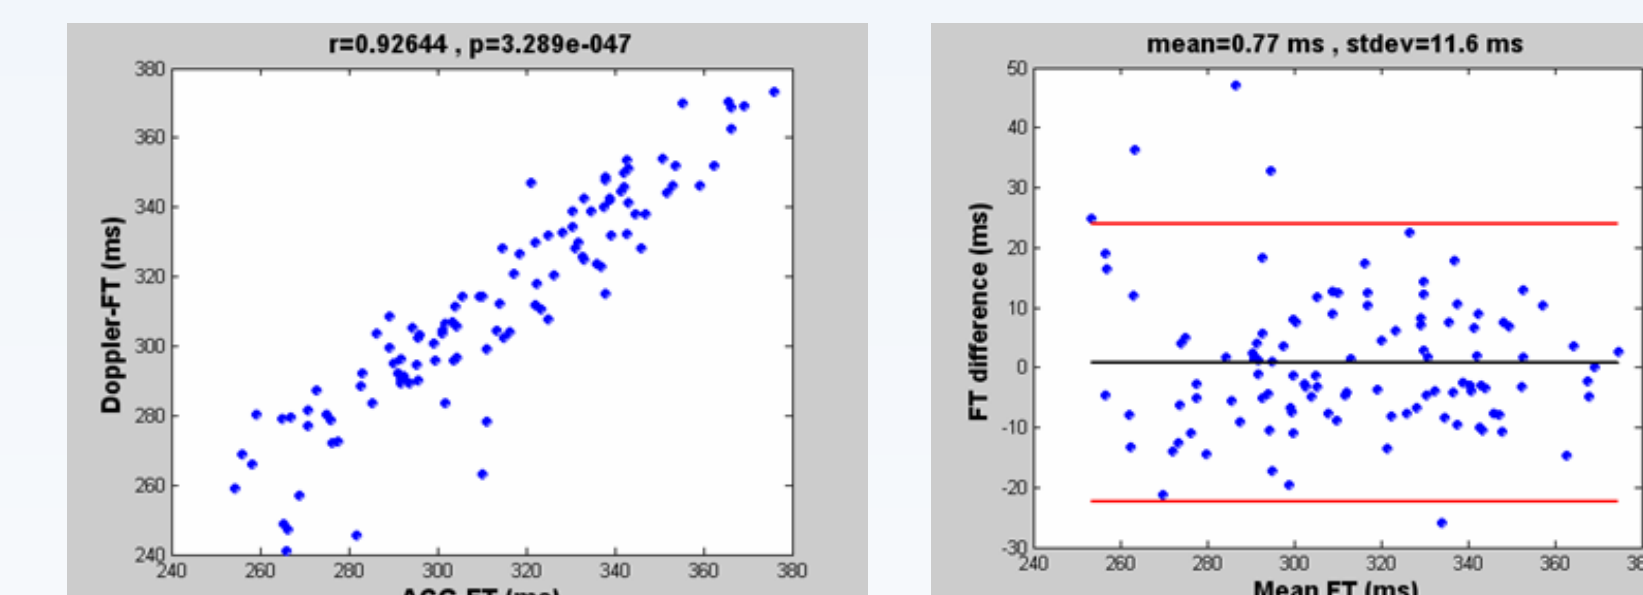 r=0.92644 , p=3.289e-047
380
360
340
320
300
280
260
240
Doppler-FT (ms)
240 260 280 300 320 340 360 380
mean=0.77 ms , stdev=11.6 ms
50
40
30
20
10
0
-10
-20
-30
FT difference (ms)
240 260 280 300 320 340 360
Mean FT (ms)